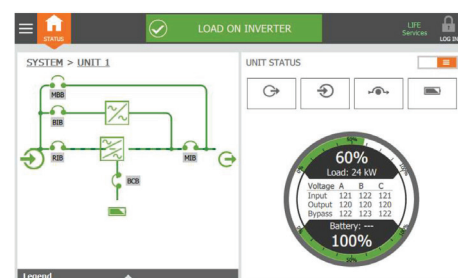 STATUS
LOAD ON INVERTER
LIFE
Services
LOG IN
SYSTEM > UNIT 1
UNIT STATUS
MBB
BIB
RIB
MIB
BCB
60%
Load: 24 kW
Voltage A B C
Input 121 122 121
Output 120 120 120
Bypass 122 123 122
Battery: ---
100%
Legend